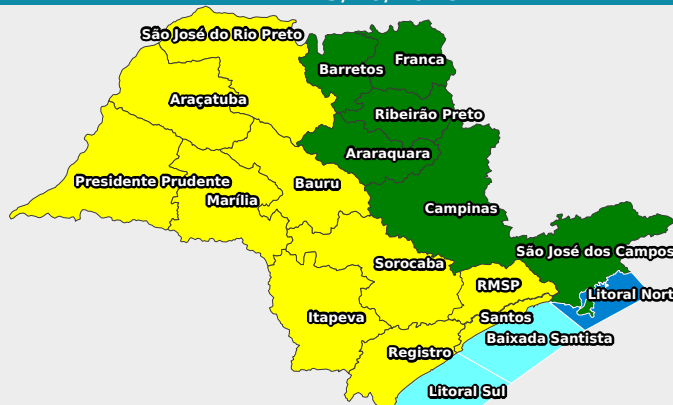 São José do Rio Preto
Franca
Barretos
Araçatuba
Ribeirão Preto
Araraquara
Presidente Prudente
Bauru
Marília
Campinas
São José dos Campos
Sorocaba
RMSP
Litoral Nort
Itapeva
Santos
Baixada Santista
Registro
Litoral Sul